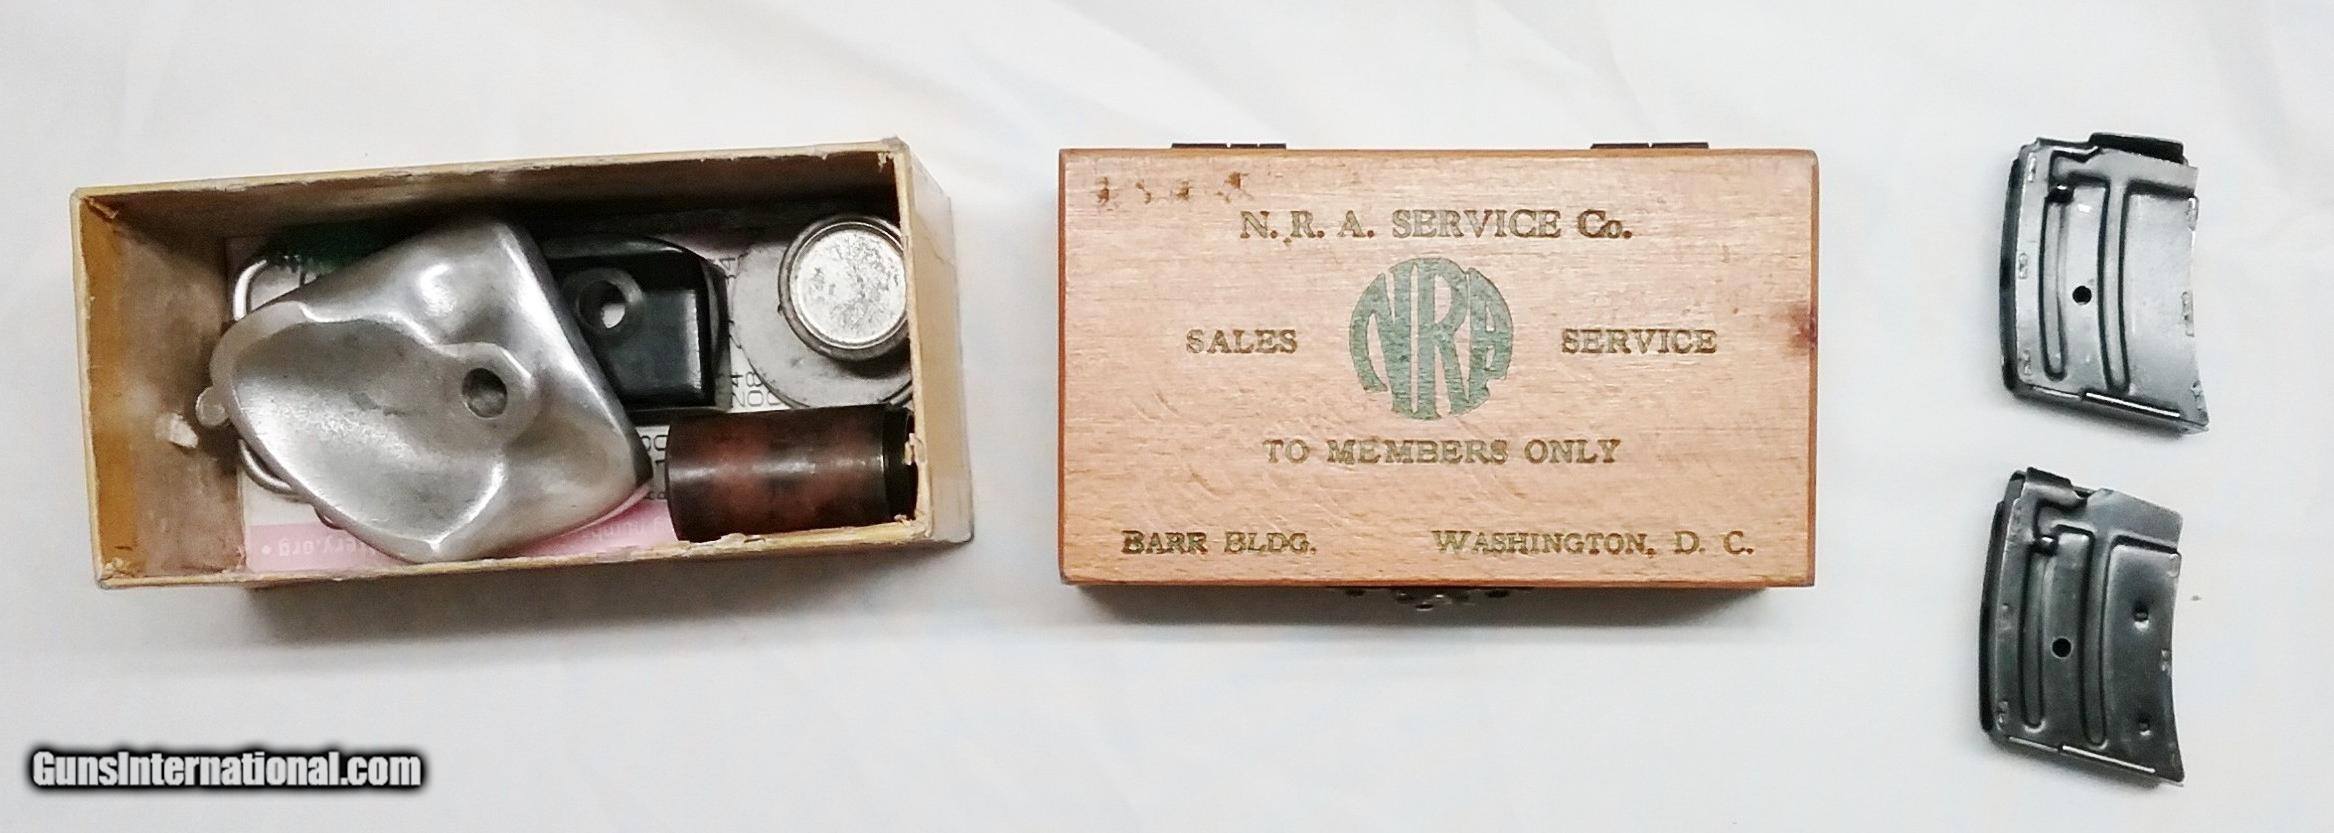 N. R. A. SERVICE Co.
SALES NRA SERVICE
TO MEMBERS ONLY
BARR BLDG. WASHINGTON, D. C.
GunsInternational.com